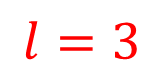 l = 3